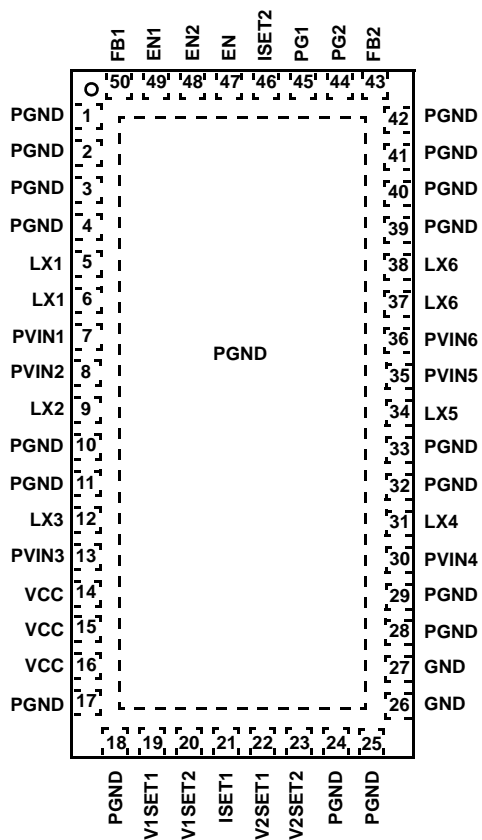 FB1 EN1 EN2 EN ISET2 PG1 PG2 FB2
50 49 48 47 46 45 44 43
PGND 1 42 PGND
PGND 2 41 PGND
PGND 3 40 PGND
PGND 4 39 PGND
LX1 5 38 LX6
LX1 6 37 LX6
PVIN1 7 36 PVIN6
PGND
PVIN2 8 35 PVIN5
LX2 9 34 LX5
PGND 10 33 PGND
PGND 11 32 PGND
LX3 12 31 LX4
PVIN3 13 30 PVIN4
VCC 14 29 PGND
VCC 15 28 PGND
VCC 16 27 GND
PGND 17 26 GND
18 19 20 21 22 23 24 25
PGND V1SET1 V1SET2 ISET1 V2SET1 V2SET2 PGND PGND